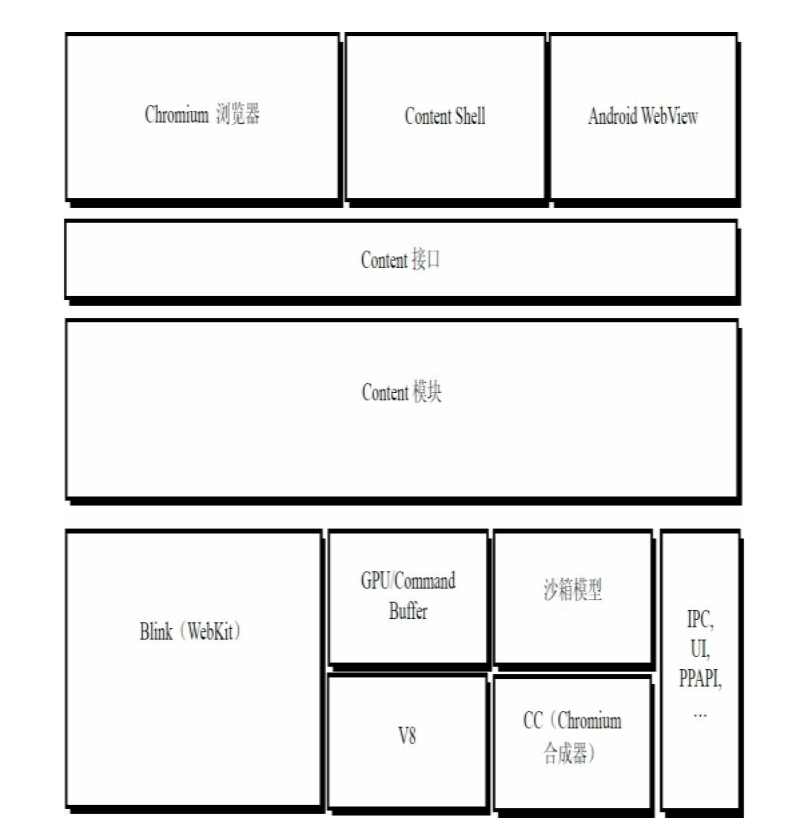 Chromium 浏览器
Content Shell
Android WebView
Content 接口
Content 模块
Blink（WebKit）
GPU/Command
Buffer
沙箱模型
IPC,
UI,
PPAPI,
...
V8
CC（Chromium
合成器）